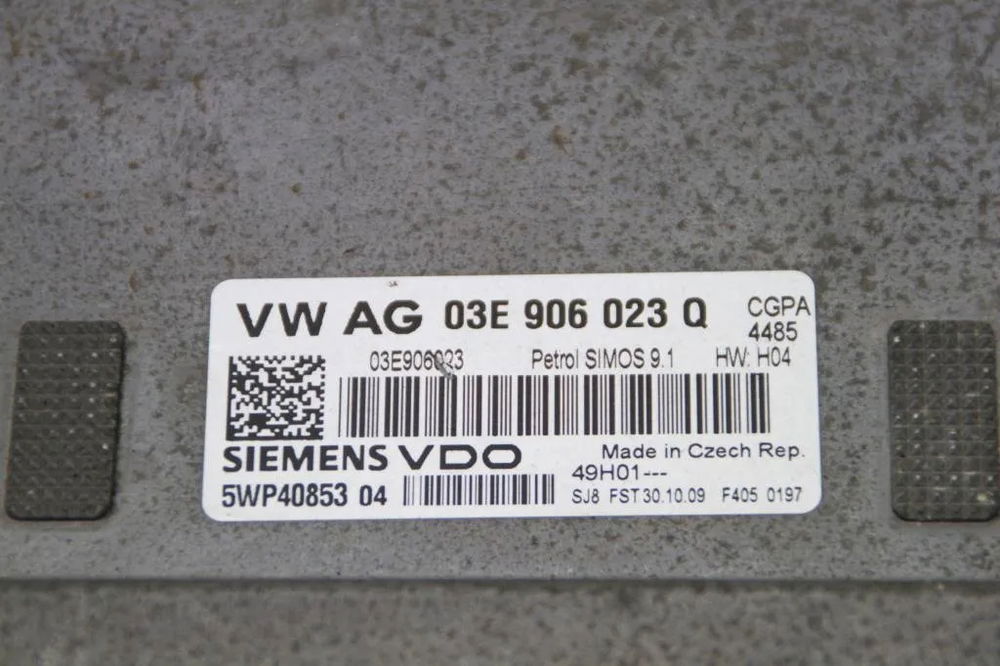 VW AG 03E 906 023 Q CGPA
4485
03E906023 Petrol SIMOS 9.1 HW: H04
SIEMENS VDO Made in Czech Rep.
49H01---
5WP40853 04 SJ8 FST 30.10.09 F405 0197